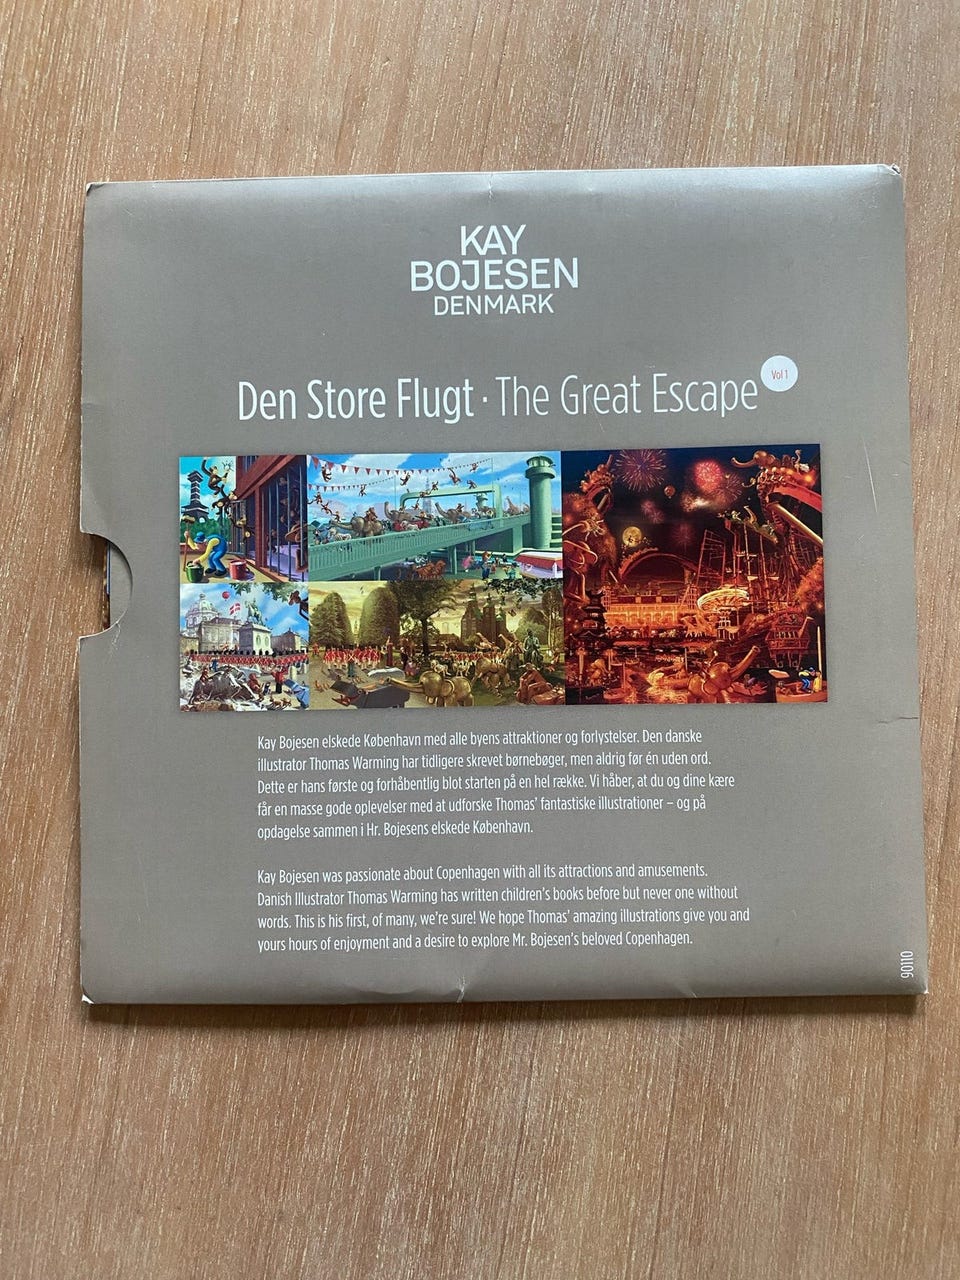 KAY
BOJESEN
DENMARK
Den Store Flugt · The Great Escape
Vol 1
Kay Bojesen elskede København med alle byens attraktioner og forlystelser. Den danske
illustrator Thomas Warming har tidligere skrevet børnebøger, men aldrig før én uden ord.
Dette er hans første og forhåbentlig blot starten på en hel række. Vi håber, at du og dine kære
får en masse gode oplevelser med at udforske Thomas' fantastiske illustrationer – og på
opdagelse sammen i Hr. Bojesens elskede København.
Kay Bojesen was passionate about Copenhagen with all its attractions and amusements.
Danish Illustrator Thomas Warming has written children's books before but never one without
words. This is his first, of many, we're sure! We hope Thomas' amazing illustrations give you and
yours hours of enjoyment and a desire to explore Mr. Bojesen's beloved Copenhagen.
90110